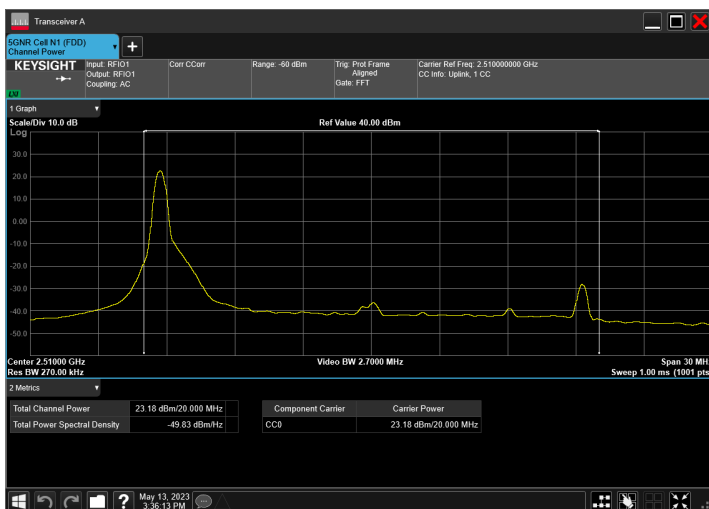 Transceiver A
5GNR Cell N1 (FDD)
Channel Power
KEYSIGHT
LXI
Input: RFIO1
Output: RFIO1
Coupling: AC
Corr CCorr
Range: -60 dBm
Trig: Prot Frame
Aligned
Gate: FFT
Carrier Ref Freq: 2.510000000 GHz
CC Info: Uplink, 1 CC
1 Graph
Scale/Div 10.0 dB
Ref Value 40.00 dBm
Log
30.0
20.0
10.0
0.00
-10.0
-20.0
-30.0
-40.0
-50.0
Center 2.51000 GHz
Video BW 2.7000 MHz
Span 30 MHz
Res BW 270.00 kHz
Sweep 1.00 ms (1001 pts
2 Metrics
Total Channel Power 23.18 dBm/20.000 MHz
Total Power Spectral Density -49.83 dBm/Hz
Component Carrier Carrier Power
CC0 23.18 dBm/20.000 MHz
?
May 13, 2023
3:36:13 PM